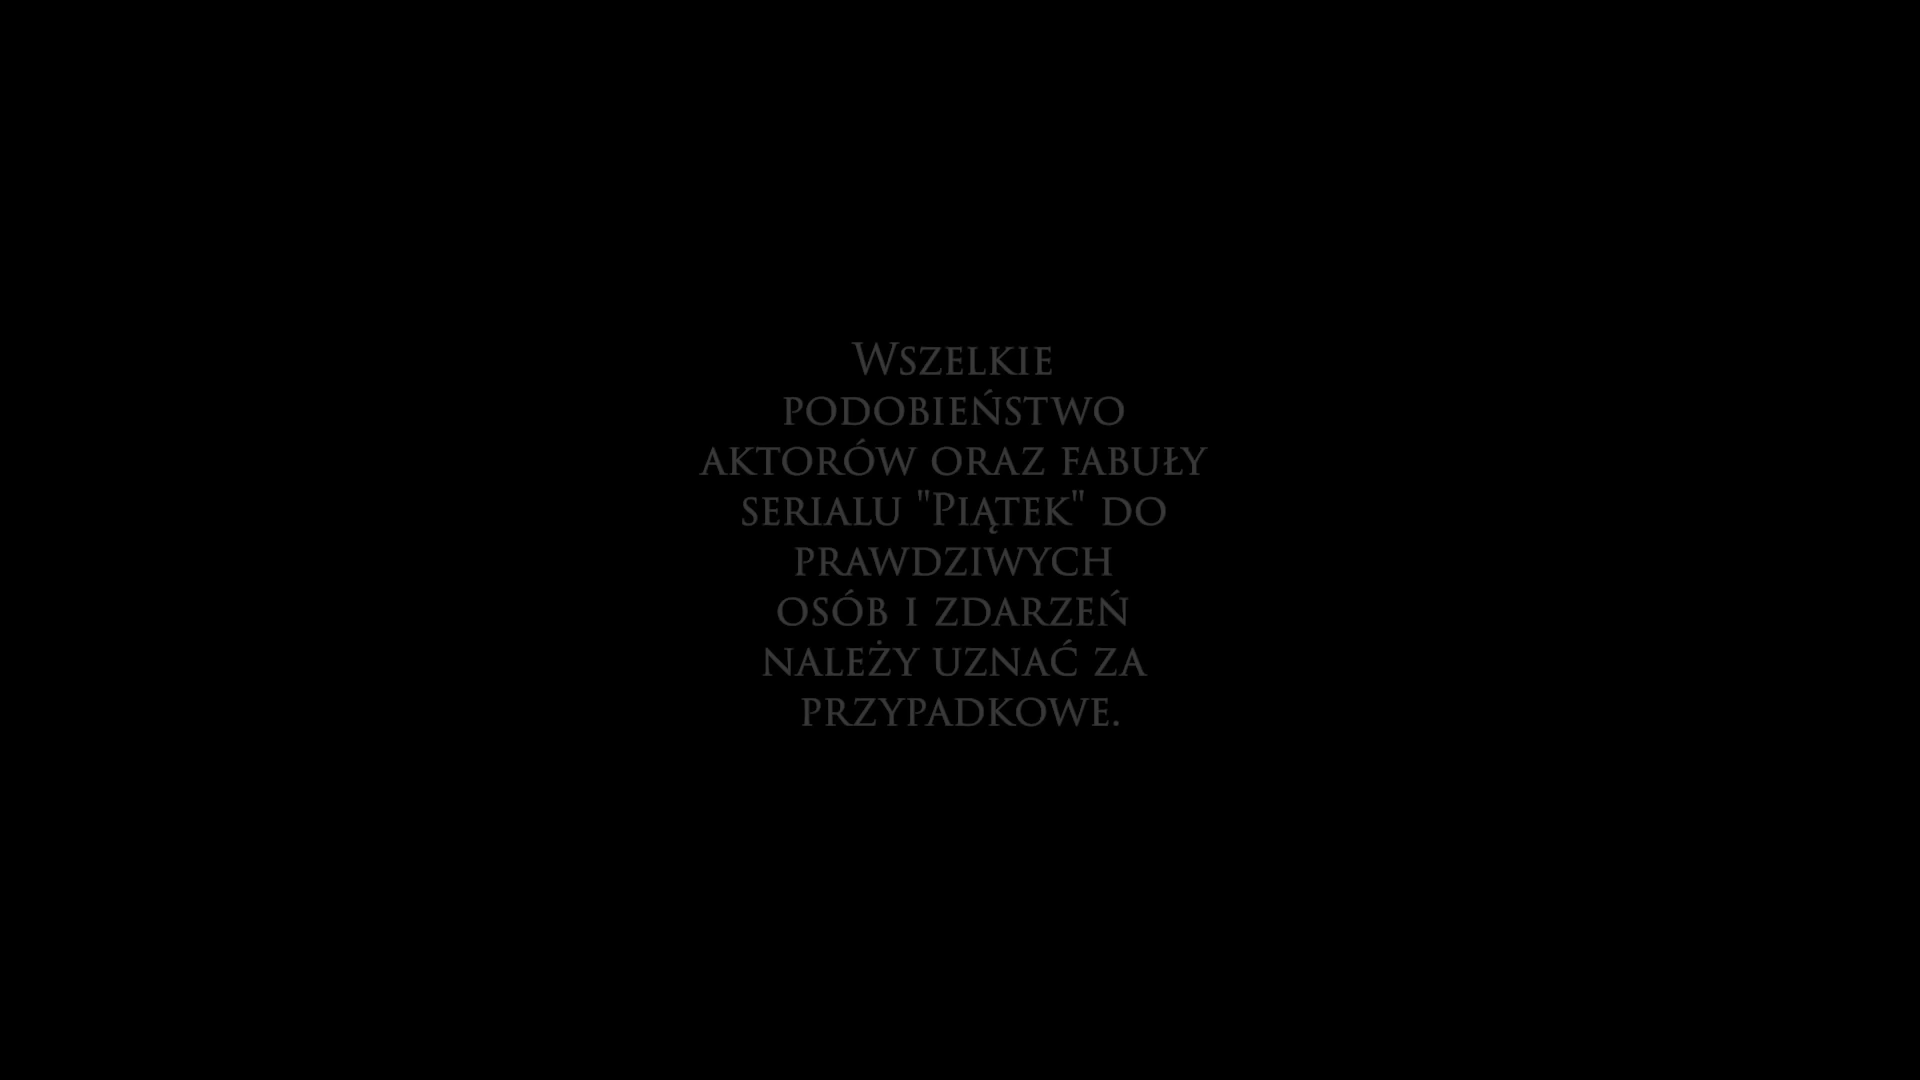 Wszelkie
podobieństwo
aktorów oraz fabuły
serialu "Piątek" do
prawdziwych
osób i zdarzeń
należy uznać za
przypadkowe.